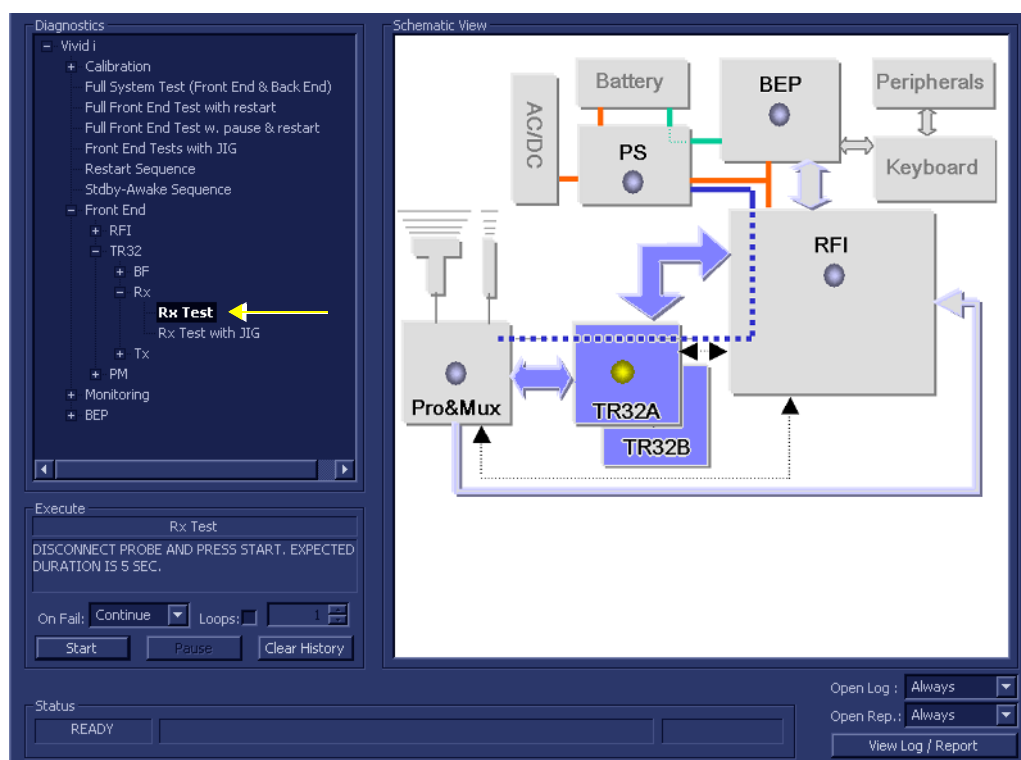 Diagnostics
Vivid i
Calibration
Full System Test (Front End & Back End)
Full Front End Test with restart
Full Front End Test w. pause & restart
Front End Tests with JIG
Restart Sequence
Stdby-Awake Sequence
Front End
RFI
TR32
BF
Rx
Rx Test
Rx Test with JIG
Tx
PM
Monitoring
BEP
Execute
Rx Test
DISCONNECT PROBE AND PRESS START. EXPECTED
DURATION IS 5 SEC.
On Fail: Continue Loops: 1
Start Pause Clear History
Schematic View
Battery
BEP
Peripherals
AC/DC
PS
Keyboard
RFI
Pro&Mux
TR32A
TR32B
Status
READY
Open Log : Always
Open Rep.: Always
View Log / Report